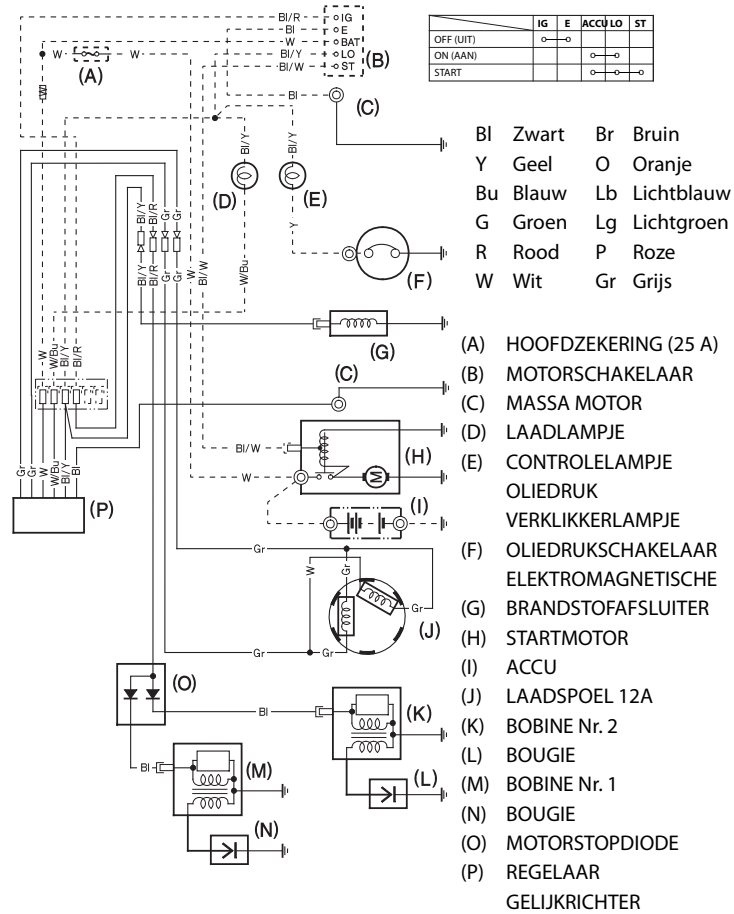 IG E ACCU LO ST
OFF (UIT)
ON (AAN)
START
Bl/R IG
Bl E
W BAT
Bl/Y LO
Bl/W ST
(B)
W W
(A)
W
Bl
(C)
Bl/Y Bl/Y
(D) (E)
Y
(F)
Bl/Y Bl/R Gr Gr
Bl/Y Bl/R Gr Gr
W Bl/W W/Bu
(G)
W W/Bu Bl/Y Bl/R
(C)
Bl/W
W
M
(H)
Gr Gr W W/Bu Bl/Y Bl
(P)
(I)
Gr
W Gr Gr
(J)
Gr Gr
(O)
Bl
(K)
Bl
(M)
(L)
(N)
Bl Zwart Br Bruin
Y Geel O Oranje
Bu Blauw Lb Lichtblauw
G Groen Lg Lichtgroen
R Rood P Roze
W Wit Gr Grijs
(A) HOOFDZEKERING (25 A)
(B) MOTORSCHAKELAAR
(C) MASSA MOTOR
(D) LAADLAMPJE
(E) CONTROLELAMPJE
OLIEDRUK
VERKLIKKERLAMPJE
(F) OLIEDRUKSCHAKELAAR
ELEKTROMAGNETISCHE
(G) BRANDSTOFAFSLUITER
(H) STARTMOTOR
(I) ACCU
(J) LAADSPOEL 12A
(K) BOBINE Nr. 2
(L) BOUGIE
(M) BOBINE Nr. 1
(N) BOUGIE
(O) MOTORSTOPDIODE
(P) REGELAAR
GELIJKRICHTER